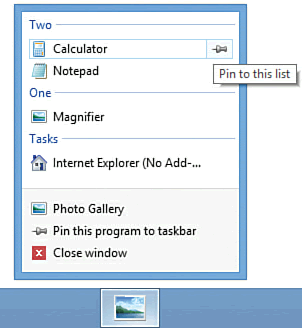 Two
Calculator
Pin to this list
Notepad
One
Magnifier
Tasks
Internet Explorer (No Add-...
Photo Gallery
Pin this program to taskbar
Close window